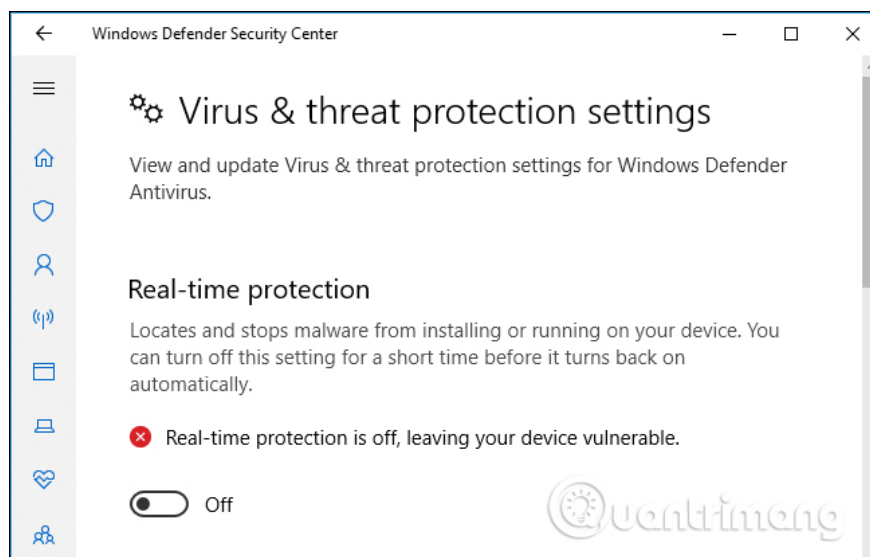 Windows Defender Security Center
Virus & threat protection settings
View and update Virus & threat protection settings for Windows Defender
Antivirus.
Real-time protection
Locates and stops malware from installing or running on your device. You
can turn off this setting for a short time before it turns back on
automatically.
Real-time protection is off, leaving your device vulnerable.
Off
Quantrimang